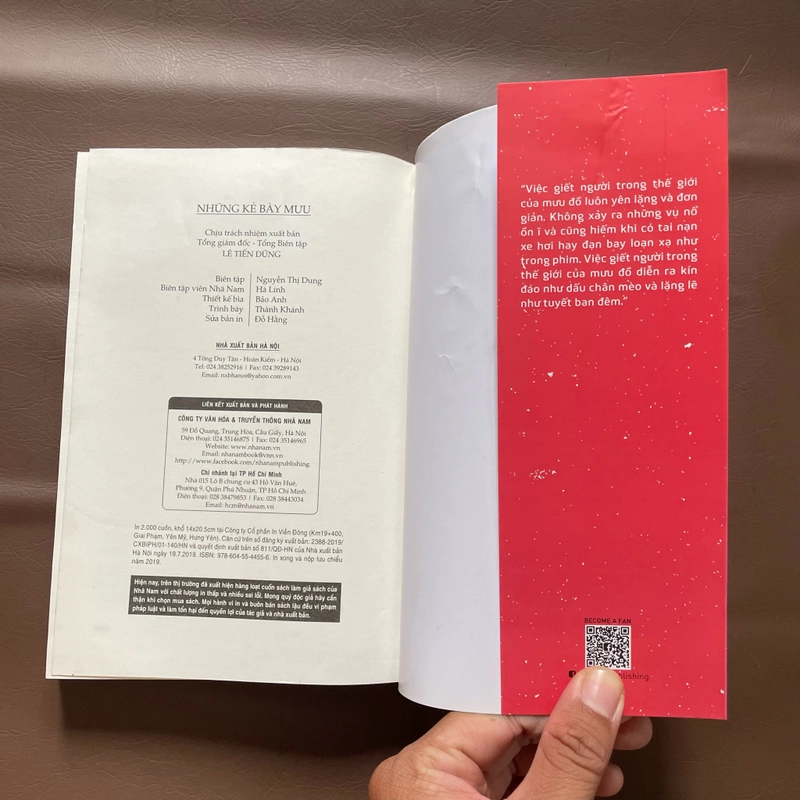 NHỮNG KẺ BÀY MƯU
Chịu trách nhiệm xuất bản
Tổng giám đốc - Tổng Biên tập
LÊ TIẾN DŨNG
Biên tập Nguyễn Thị Dung
Biên tập viên Nhã Nam Hà Linh
Thiết kế bìa Bảo Anh
Trình bày Thành Khánh
Sửa bản in Đỗ Hằng
NHÀ XUẤT BẢN HÀ NỘI
4 Tống Duy Tân - Hoàn Kiếm - Hà Nội
Tel: 024 38252916 | Fax: 024 39289143
Email: nxbhanoi@yahoo.com.vn
LIÊN KẾT XUẤT BẢN VÀ PHÁT HÀNH
CÔNG TY VĂN HÓA & TRUYỀN THÔNG NHÃ NAM
59 Đỗ Quang, Trung Hòa, Cầu Giấy, Hà Nội
Điện thoại: 024 35146875 | Fax: 024 35146965
Website: www.nhanam.vn
Email: nhanambook@vnn.vn
http://www.facebook.com/nhanampublishing
Chi nhánh tại TP Hồ Chí Minh
Nhà 015 Lô B chung cư 43 Hồ Văn Huê,
Phường 9, Quận Phú Nhuận, TP Hồ Chí Minh
Điện thoại: 028 38479853 | Fax: 028 38443034
Email: hcm@nhanam.vn
In 2.000 cuốn, khổ 14x20.5cm tại Công ty Cổ phần In Viễn Đông (Km19+400,
Giai Phạm, Yên Mỹ, Hưng Yên). Căn cứ trên số đăng ký xuất bản: 2388-2019/
CXBIPH/01-140/HN và quyết định xuất bản số 811/QĐ-HN của Nhà xuất bản
Hà Nội ngày 19.7.2019. ISBN: 978-604-55-4455-6. In xong và nộp lưu chiểu
năm 2019.
Hiện nay, trên thị trường đã xuất hiện hàng loạt cuốn sách làm giả sách của
Nhã Nam với chất lượng in thấp và nhiều sai lỗi. Mong quý độc giả hãy cẩn
thận khi chọn mua sách. Mọi hành vi in và buôn bán sách lậu đều vi phạm
pháp luật và làm tổn hại đến quyền lợi của tác giả và nhà xuất bản.
“Việc giết người trong thế giới
của mưu đồ luôn yên lặng và đơn
giản. Không xảy ra những vụ nổ
ồn ĩ và cũng hiếm khi có tai nạn
xe hơi hay đạn bay loạn xạ như
trong phim. Việc giết người trong
thế giới của mưu đồ diễn ra kín
đáo như dấu chân mèo và lặng lẽ
như tuyết ban đêm.”
BECOME A FAN